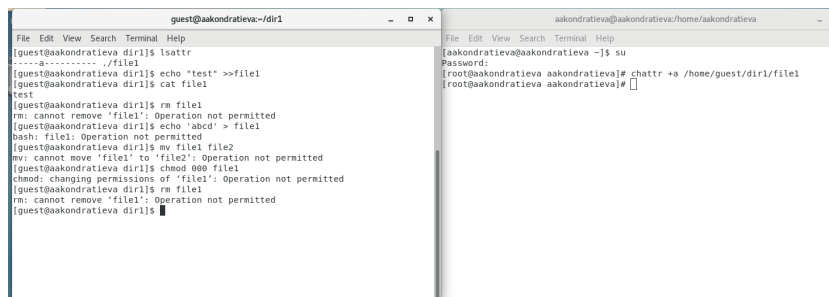 guest@aakondratieva:~/dir1
File Edit View Search Terminal Help
[guest@aakondratieva dir1]$ lsattr
-----a---------- ./file1
[guest@aakondratieva dir1]$ echo "test" >>file1
[guest@aakondratieva dir1]$ cat file1
test
[guest@aakondratieva dir1]$ rm file1
rm: cannot remove ‘file1’: Operation not permitted
[guest@aakondratieva dir1]$ echo 'abcd' > file1
bash: file1: Operation not permitted
[guest@aakondratieva dir1]$ mv file1 file2
mv: cannot move ‘file1’ to ‘file2’: Operation not permitted
[guest@aakondratieva dir1]$ chmod 000 file1
chmod: changing permissions of ‘file1’: Operation not permitted
[guest@aakondratieva dir1]$ rm file1
rm: cannot remove ‘file1’: Operation not permitted
[guest@aakondratieva dir1]$
aakondratieva@aakondratieva:/home/aakondratieva
File Edit View Search Terminal Help
[aakondratieva@aakondratieva ~]$ su
Password:
[root@aakondratieva aakondratieva]# chattr +a /home/guest/dir1/file1
[root@aakondratieva aakondratieva]#